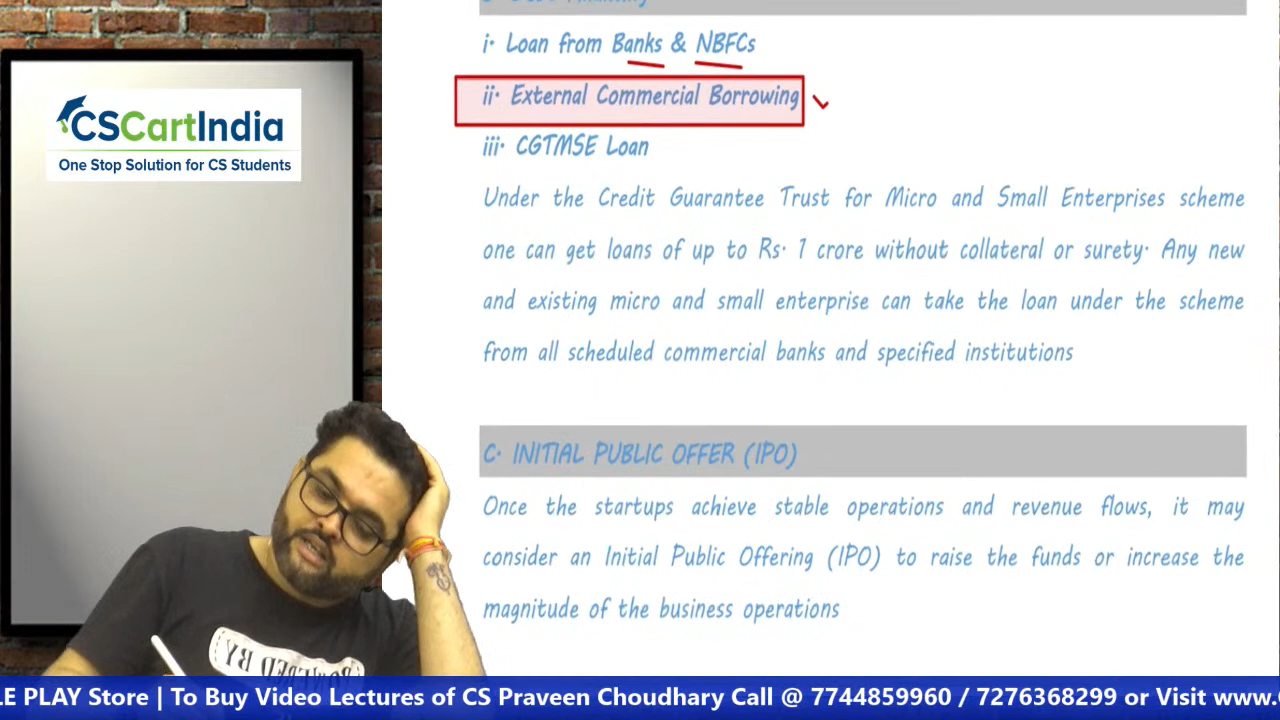 CSCartIndia
One Stop Solution for CS Students
i. Loan from Banks & NBFCs
ii. External Commercial Borrowing
iii. CGTMSE Loan
Under the Credit Guarantee Trust for Micro and Small Enterprises scheme
one can get loans of up to Rs. 1 crore without collateral or surety. Any new
and existing micro and small enterprise can take the loan under the scheme
from all scheduled commercial banks and specified institutions
C. INITIAL PUBLIC OFFER (IPO)
Once the startups achieve stable operations and revenue flows, it may
consider an Initial Public Offering (IPO) to raise the funds or increase the
magnitude of the business operations
POWERED BY
PLAY Store | To Buy Video Lectures of CS Praveen Choudhary Call @ 7744859960 / 7276368299 or Visit www.